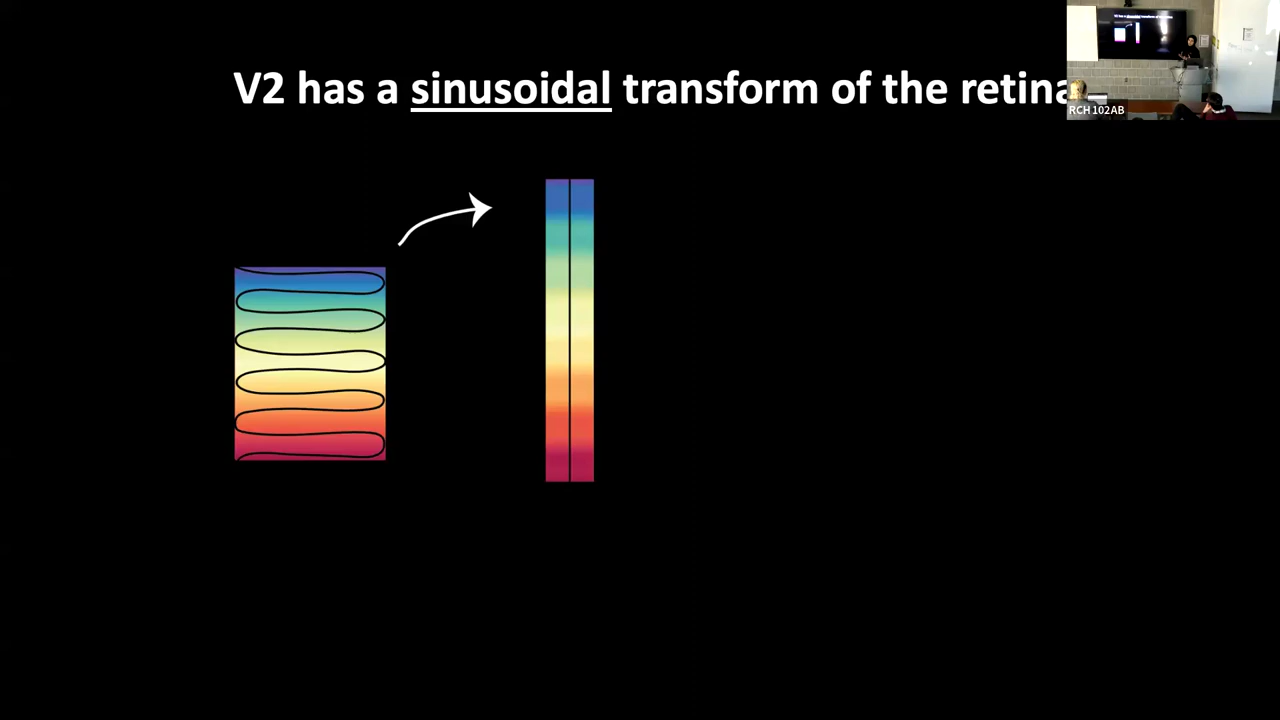 V2 has a sinusoidal transform of the retina
RCH 102AB